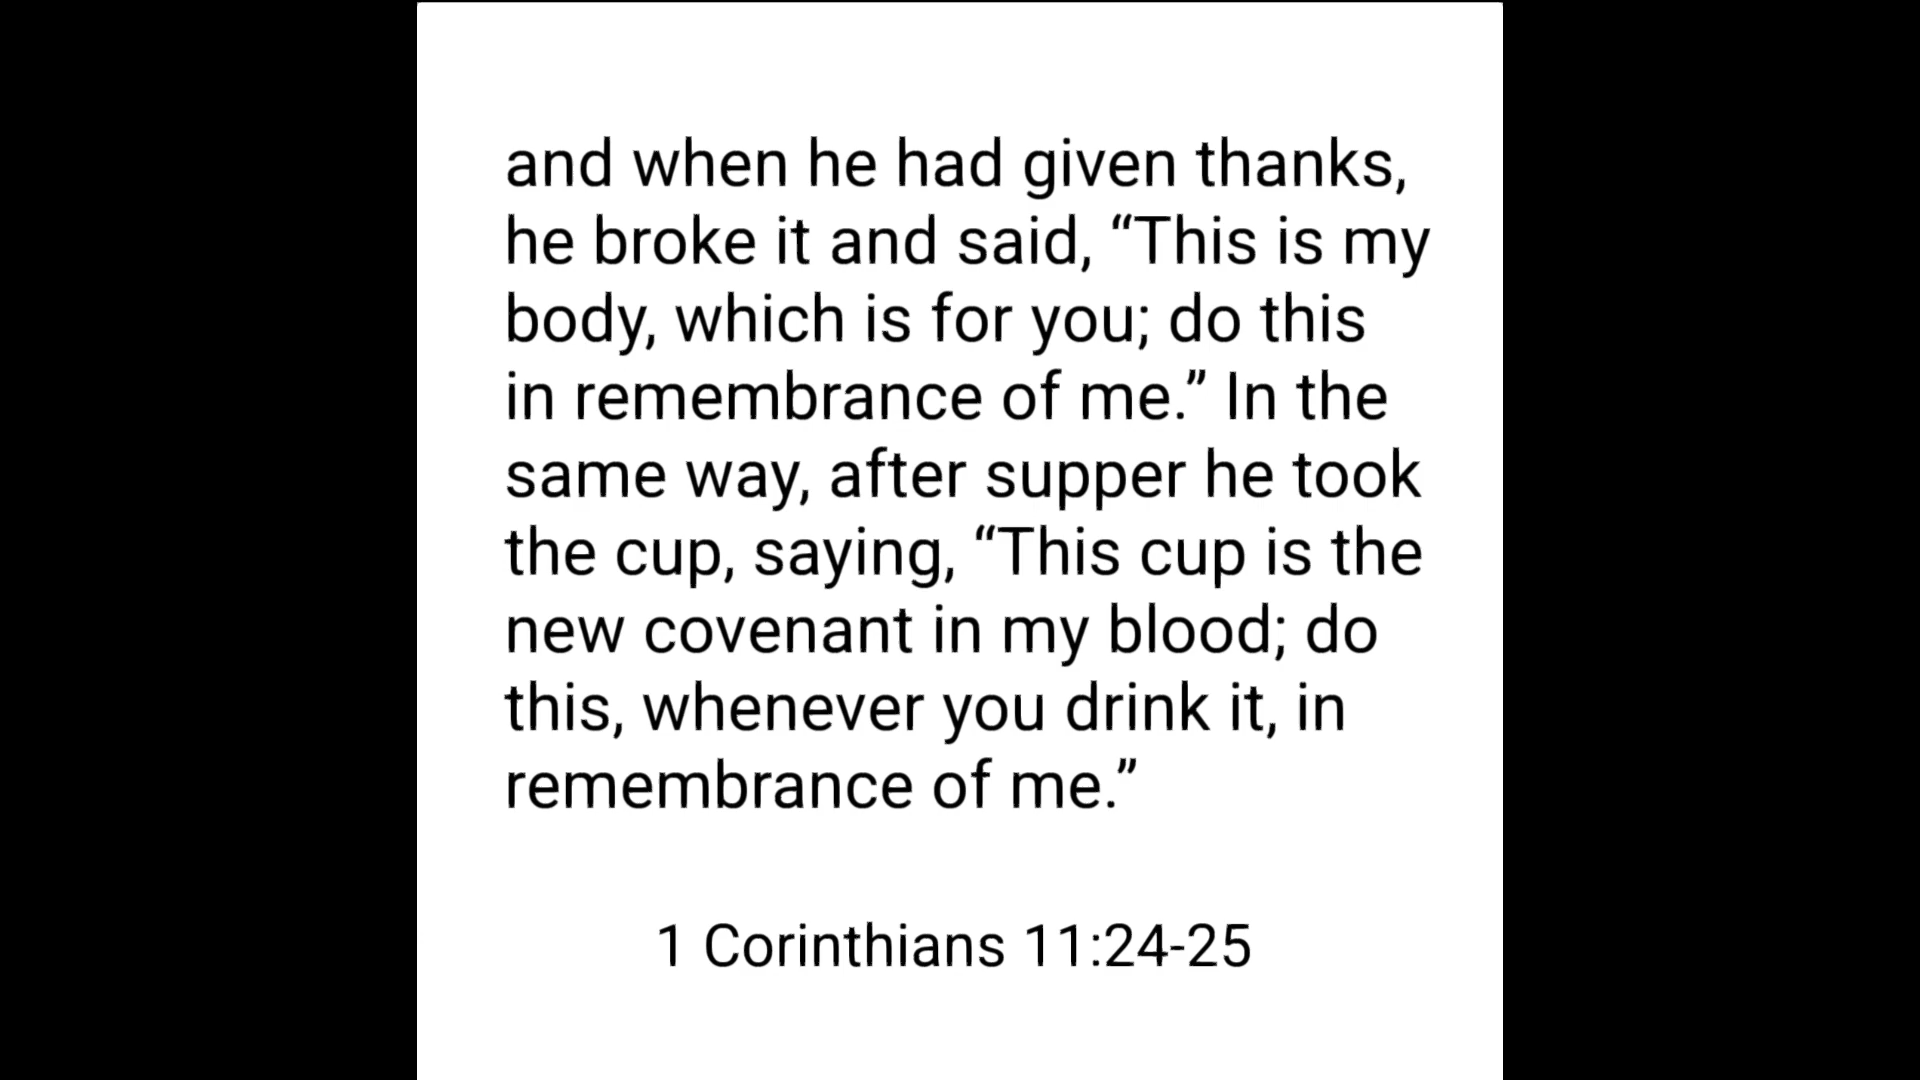 and when he had given thanks,
he broke it and said, “This is my
body, which is for you; do this
in remembrance of me.” In the
same way, after supper he took
the cup, saying, “This cup is the
new covenant in my blood; do
this, whenever you drink it, in
remembrance of me.”
1 Corinthians 11:24-25